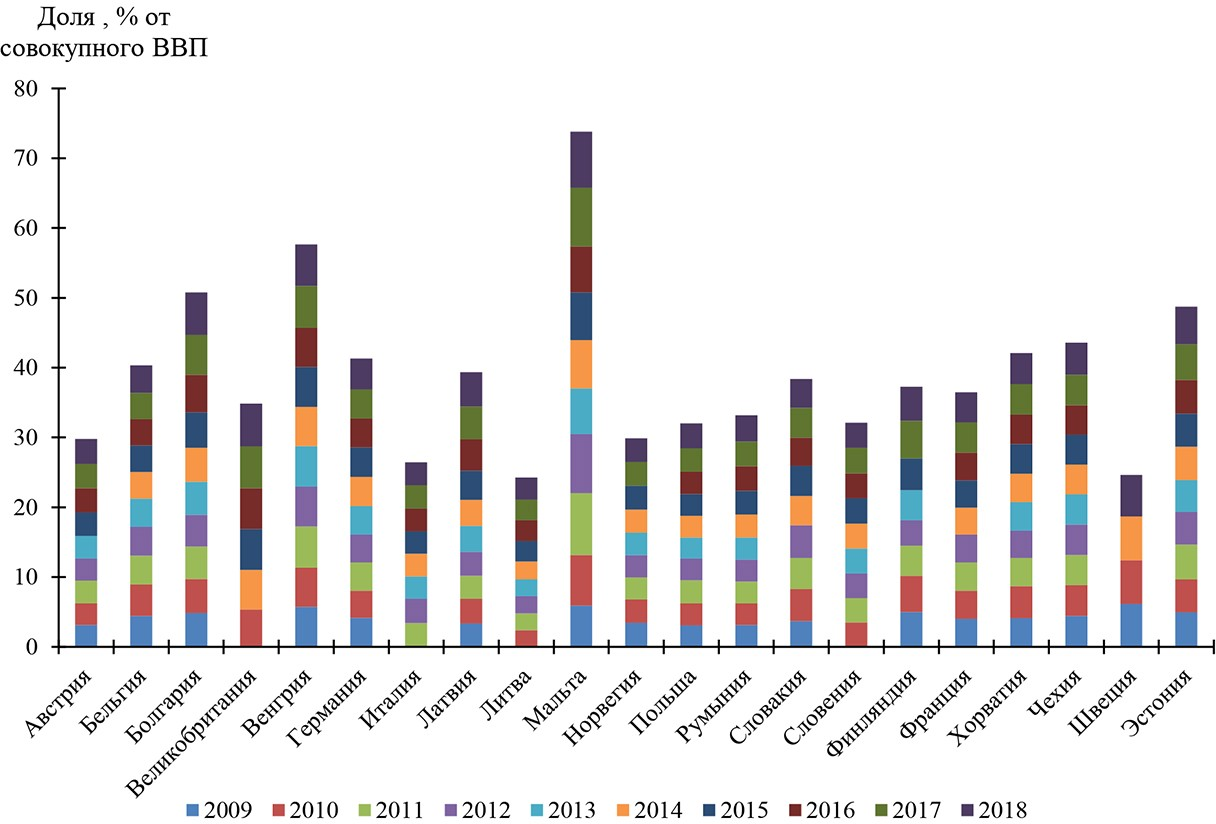 Доля , % от
совокупного ВВП
80
70
60
50
40
30
20
10
0
Австрия
Бельгия
Болгария
Великобритания
Венгрия
Германия
Италия
Латвия
Литва
Мальта
Норвегия
Польша
Румыния
Словакия
Словения
Финляндия
Франция
Хорватия
Чехия
Швеция
Эстония
2009 2010 2011 2012 2013 2014 2015 2016 2017 2018